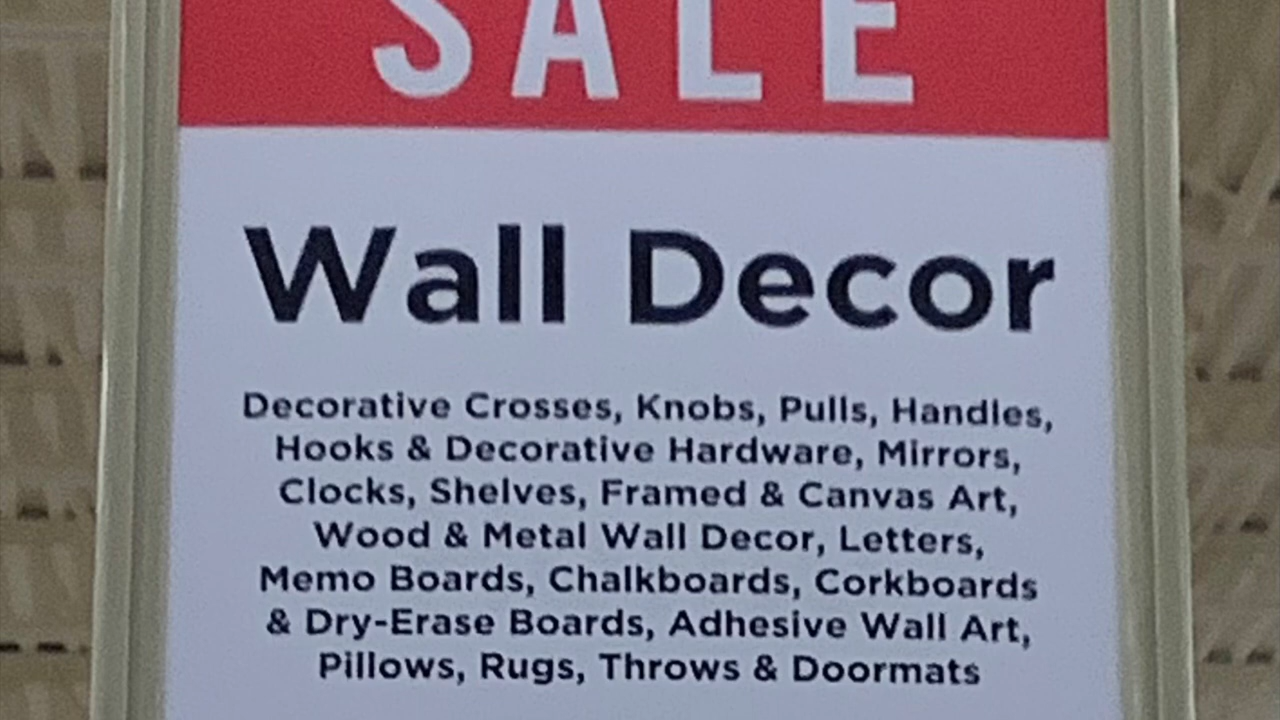 SALE
Wall Decor
Decorative Crosses, Knobs, Pulls, Handles,
Hooks & Decorative Hardware, Mirrors,
Clocks, Shelves, Framed & Canvas Art,
Wood & Metal Wall Decor, Letters,
Memo Boards, Chalkboards, Corkboards
& Dry-Erase Boards, Adhesive Wall Art,
Pillows, Rugs, Throws & Doormats